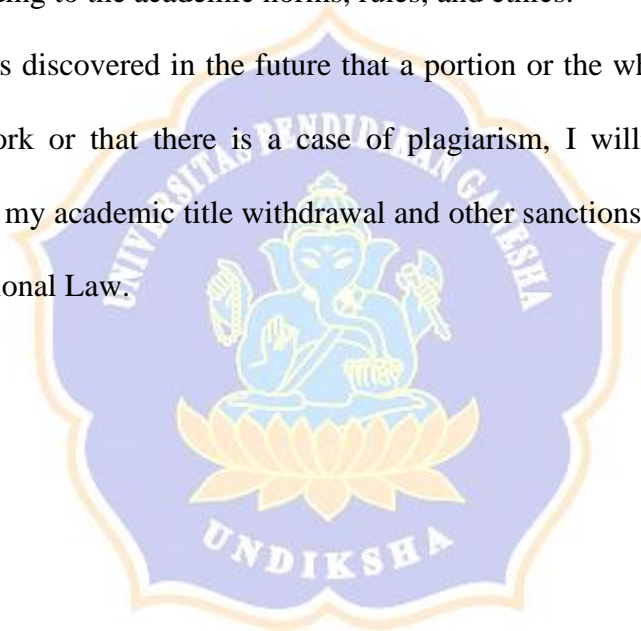 ing to the academic norms, rules, and ethics.
s discovered in the future that a portion or the wh
rk or that there is a case of plagiarism, I will
my academic title withdrawal and other sanctions
ional Law.
UNIVERSITAS PENDIDIKAN GANESHA
UNDIKSHA